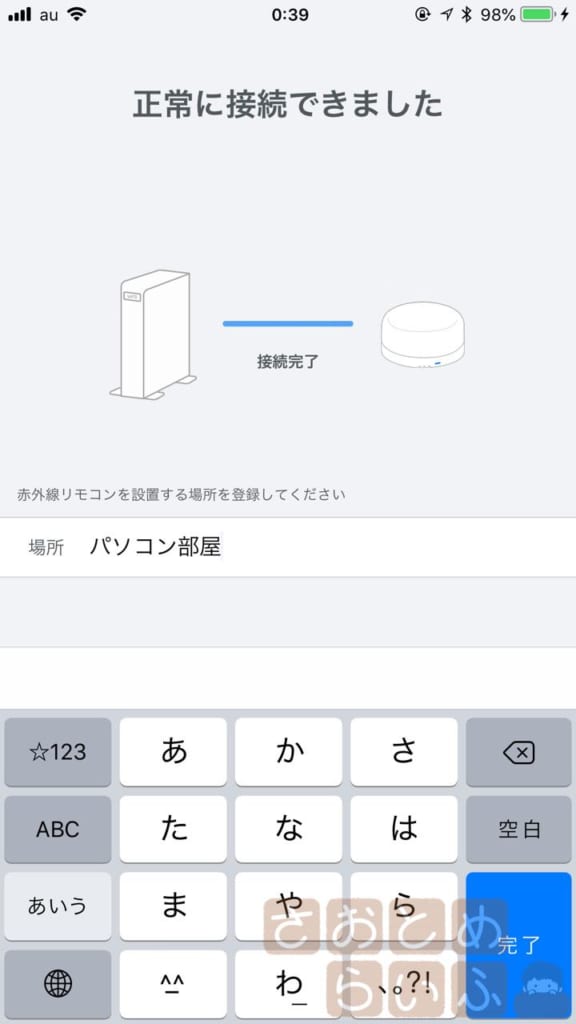 au 0:39 98%
正常に接続できました
接続完了
赤外線リモコンを設置する場所を登録してください
場所 パソコン部屋
☆123 あ か さ
ABC た な は 空白
あいう ま や ら 完了
^^ わ_ 、。?!
さおとめ
らいふ